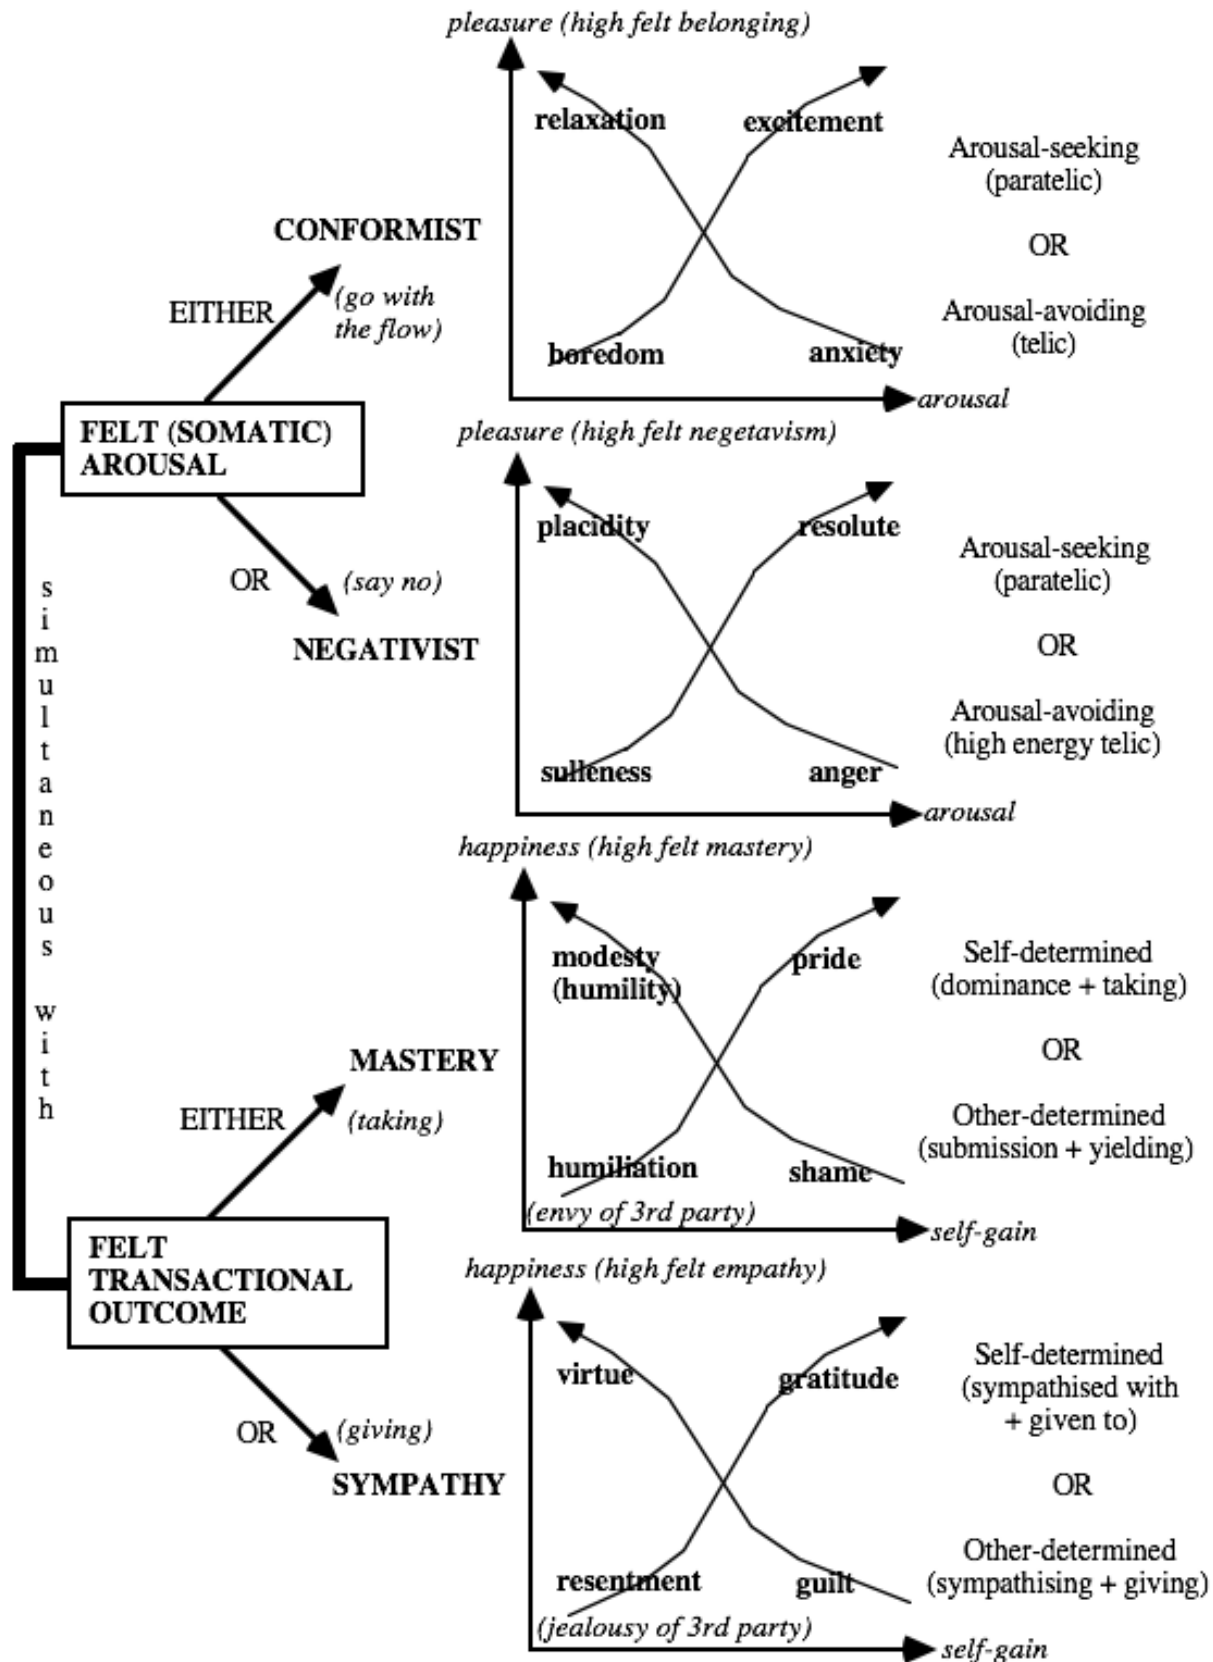 pleasure (high felt belonging)
relaxation
excitement
Arousal-seeking
(paratelic)
OR
Arousal-avoiding
(telic)
boredom
anxiety
arousal
CONFORMIST
EITHER
(go with
the flow)
FELT (SOMATIC)
AROUSAL
OR
(say no)
NEGATIVIST
pleasure (high felt negetavism)
placidity
resolute
Arousal-seeking
(paratelic)
OR
Arousal-avoiding
(high energy telic)
sulleness
anger
arousal
simultaneous with
happiness (high felt mastery)
modesty
(humility)
pride
Self-determined
(dominance + taking)
OR
Other-determined
(submission + yielding)
humiliation
shame
(envy of 3rd party)
self-gain
MASTERY
EITHER
(taking)
FELT
TRANSACTIONAL
OUTCOME
OR
(giving)
SYMPATHY
happiness (high felt empathy)
virtue
gratitude
Self-determined
(sympathised with
+ given to)
OR
Other-determined
(sympathising + giving)
resentment
guilt
(jealousy of 3rd party)
self-gain